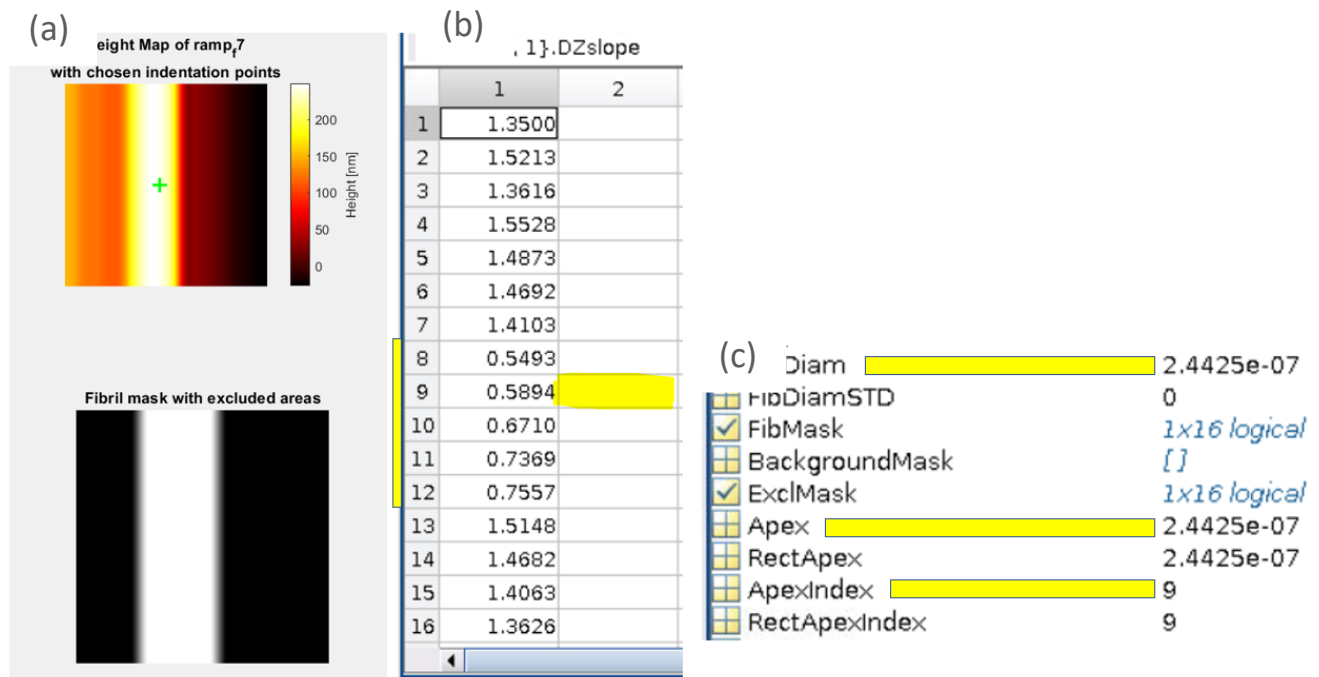 (a)
eight Map of ramp_f7
with chosen indentation points
200
150
100
50
0
Height [nm]
Fibril mask with excluded areas
(b)
, 1}.DZslope
1 2
1 1.3500
2 1.5213
3 1.3616
4 1.5528
5 1.4873
6 1.4692
7 1.4103
8 0.5493
9 0.5894
10 0.6710
11 0.7369
12 0.7557
13 1.5148
14 1.4682
15 1.4063
16 1.3626
(c)
Diam 2.4425e-07
FibDiamSTD 0
FibMask 1x16 logical
BackgroundMask []
ExclMask 1x16 logical
Apex 2.4425e-07
RectApex 2.4425e-07
ApexIndex 9
RectApexIndex 9